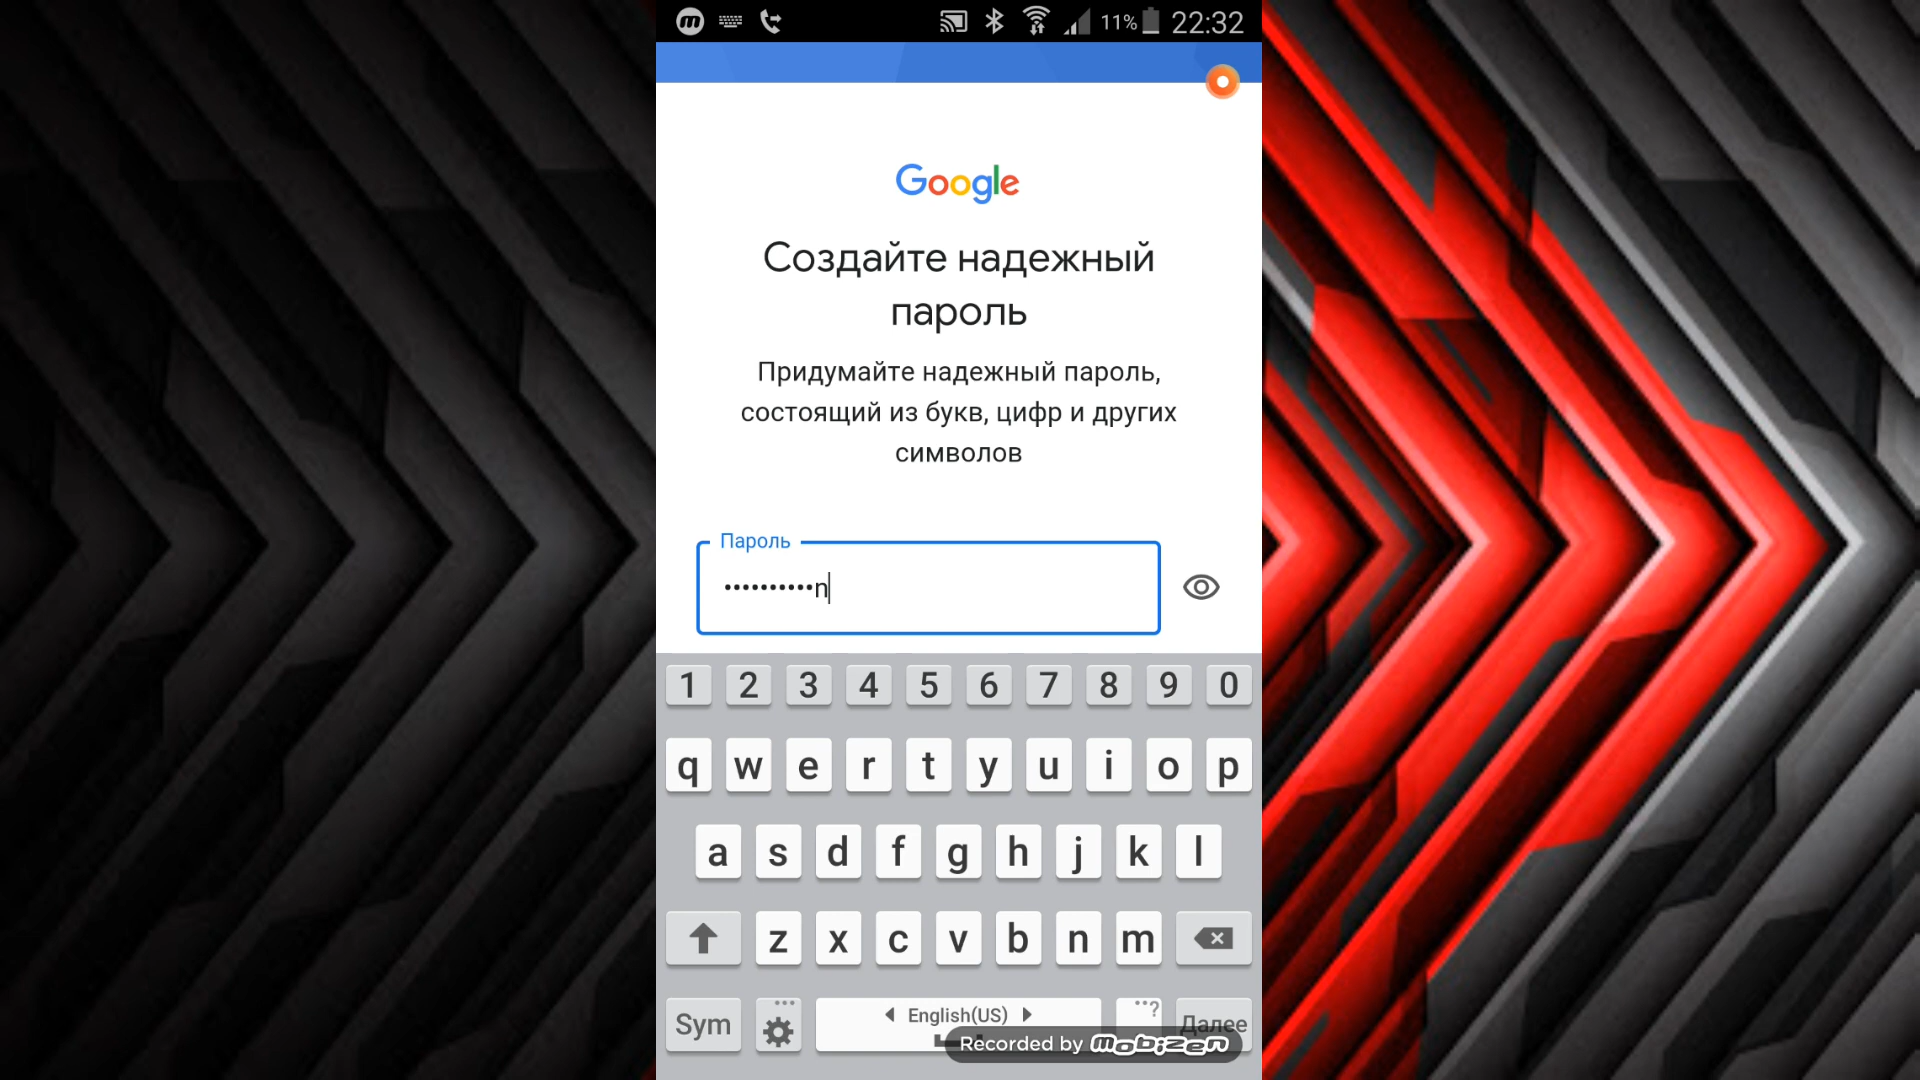 11% 22:32
Google
Создайте надежный
пароль
Придумайте надежный пароль,
состоящий из букв, цифр и других
символов
Пароль
••••••••••n
1 2 3 4 5 6 7 8 9 0
q w e r t y u i o p
a s d f g h j k l
z x c v b n m
Sym English(US) ...? Далее
Recorded by mobizen